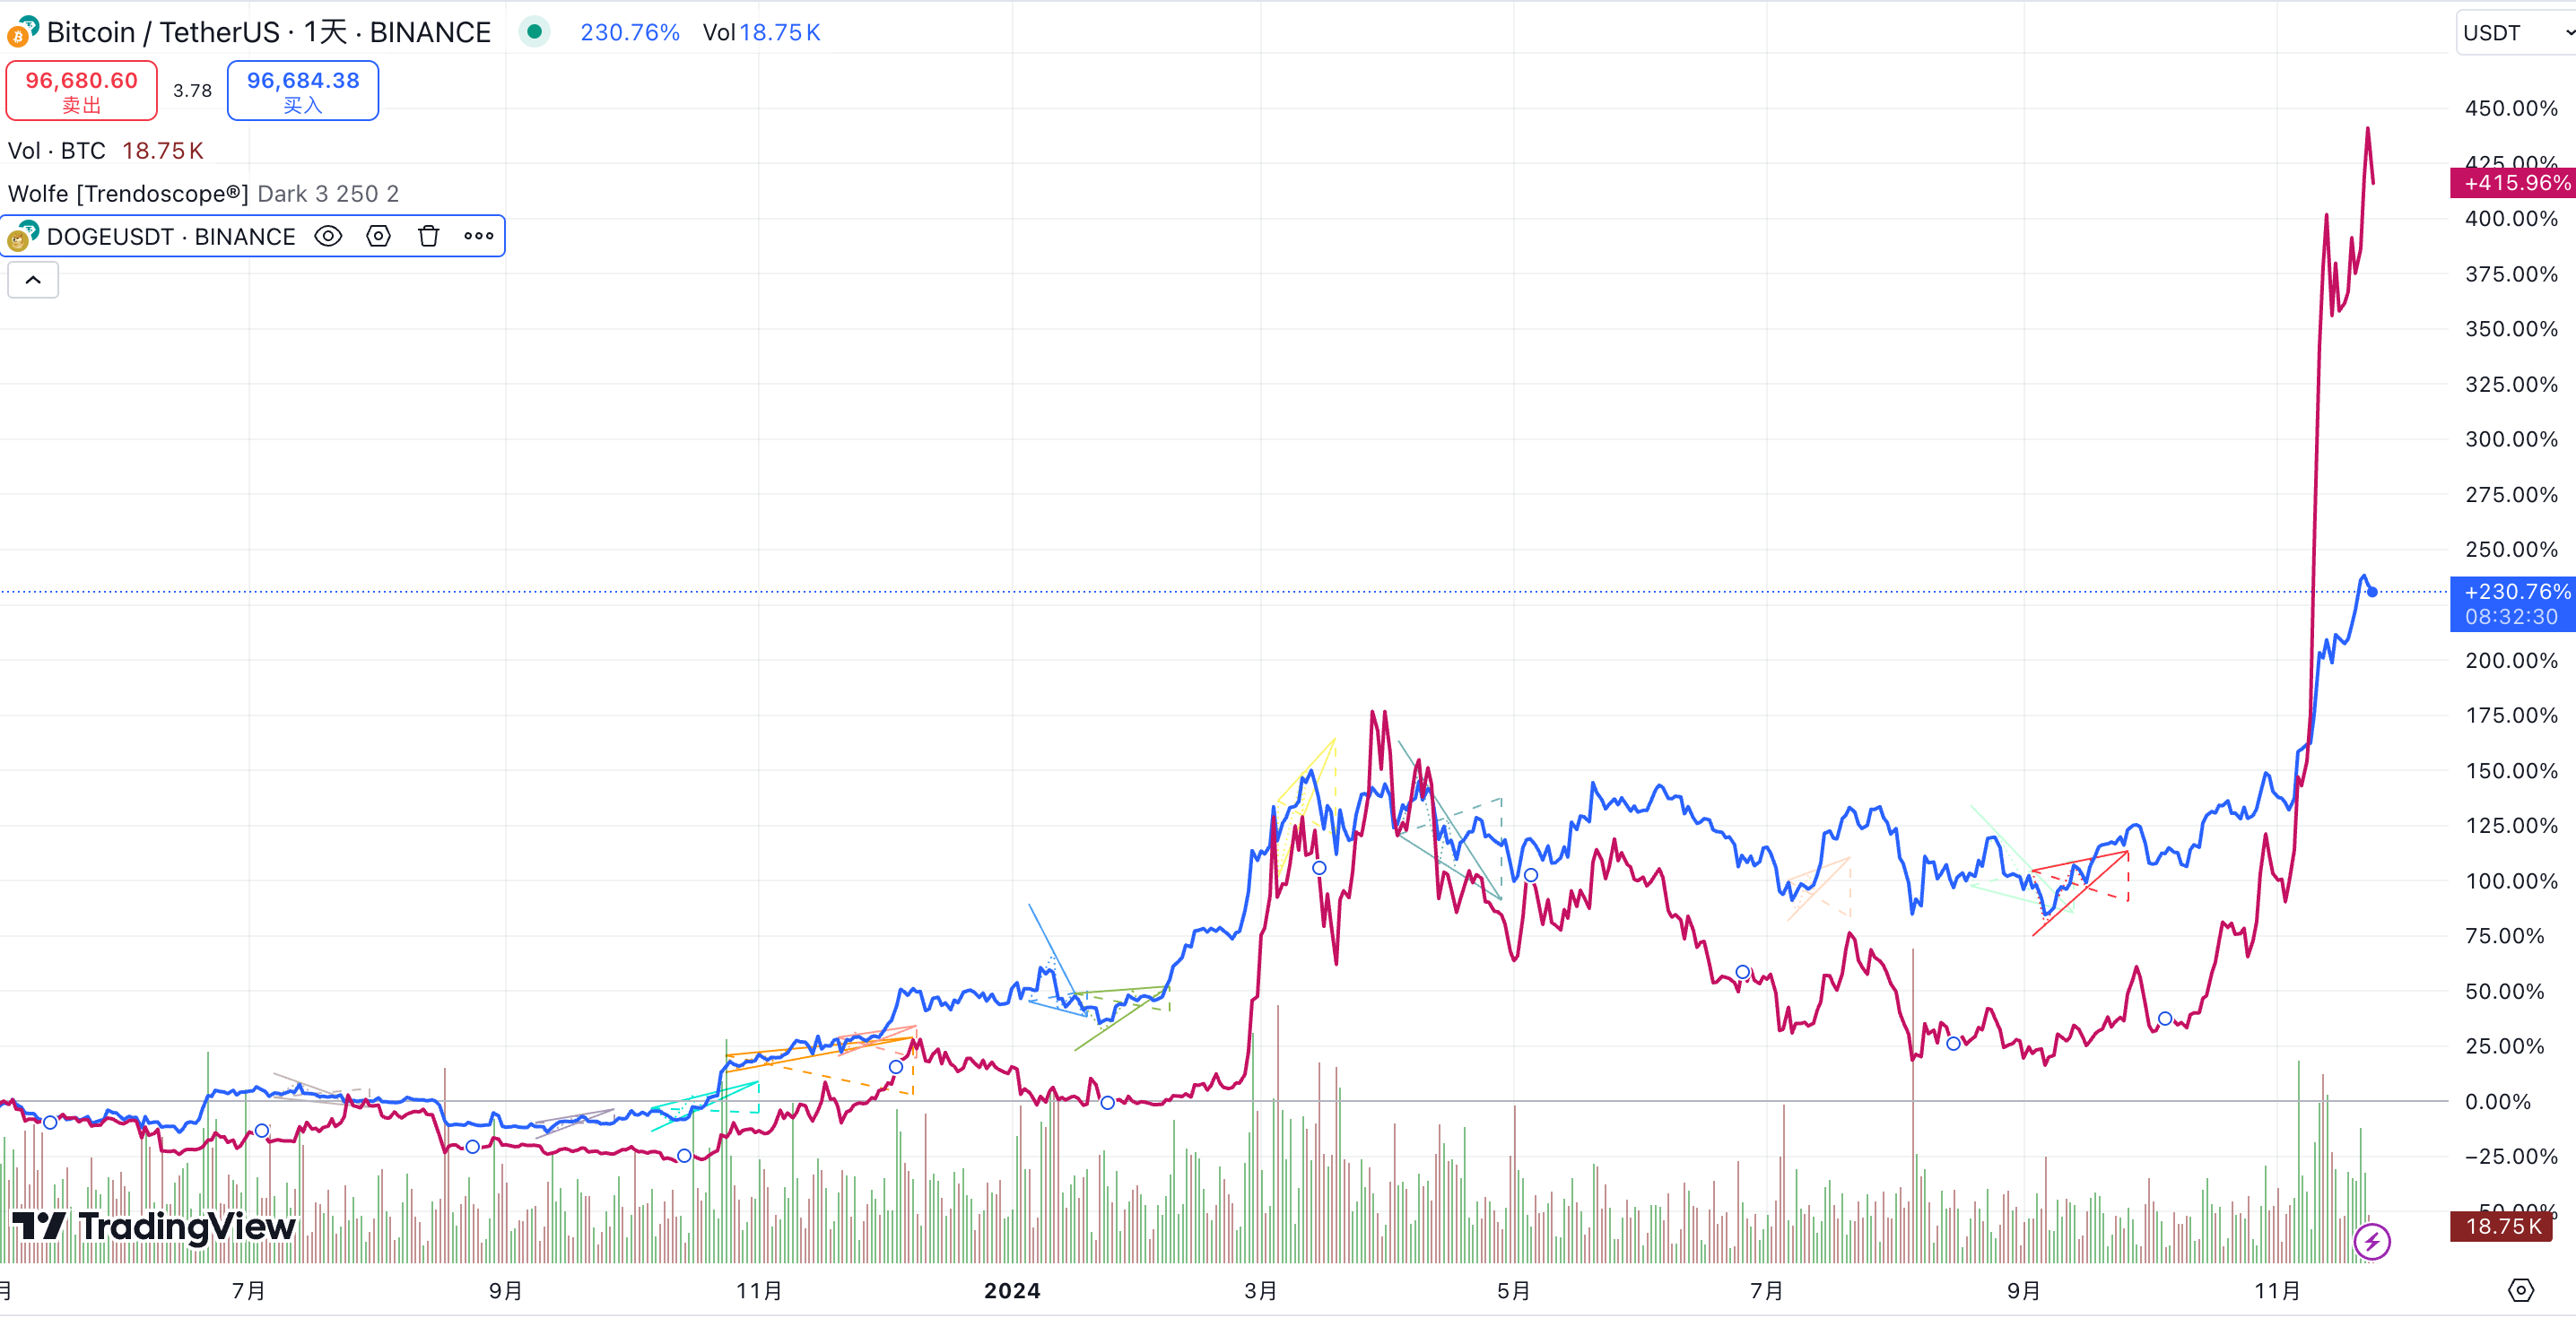 Bitcoin / TetherUS · 1天 · BINANCE 230.76% Vol 18.75 K
USDT
96,680.60
卖出
3.78
96,684.38
买入
Vol · BTC 18.75 K
Wolfe [Trendoscope®] Dark 3 250 2
DOGEUSDT · BINANCE
450.00%
425.00%
+415.96%
400.00%
375.00%
350.00%
325.00%
300.00%
275.00%
250.00%
+230.76%
08:32:30
200.00%
175.00%
150.00%
125.00%
100.00%
75.00%
50.00%
25.00%
0.00%
−25.00%
18.75 K
TradingView
7月 9月 11月 2024 3月 5月 7月 9月 11月